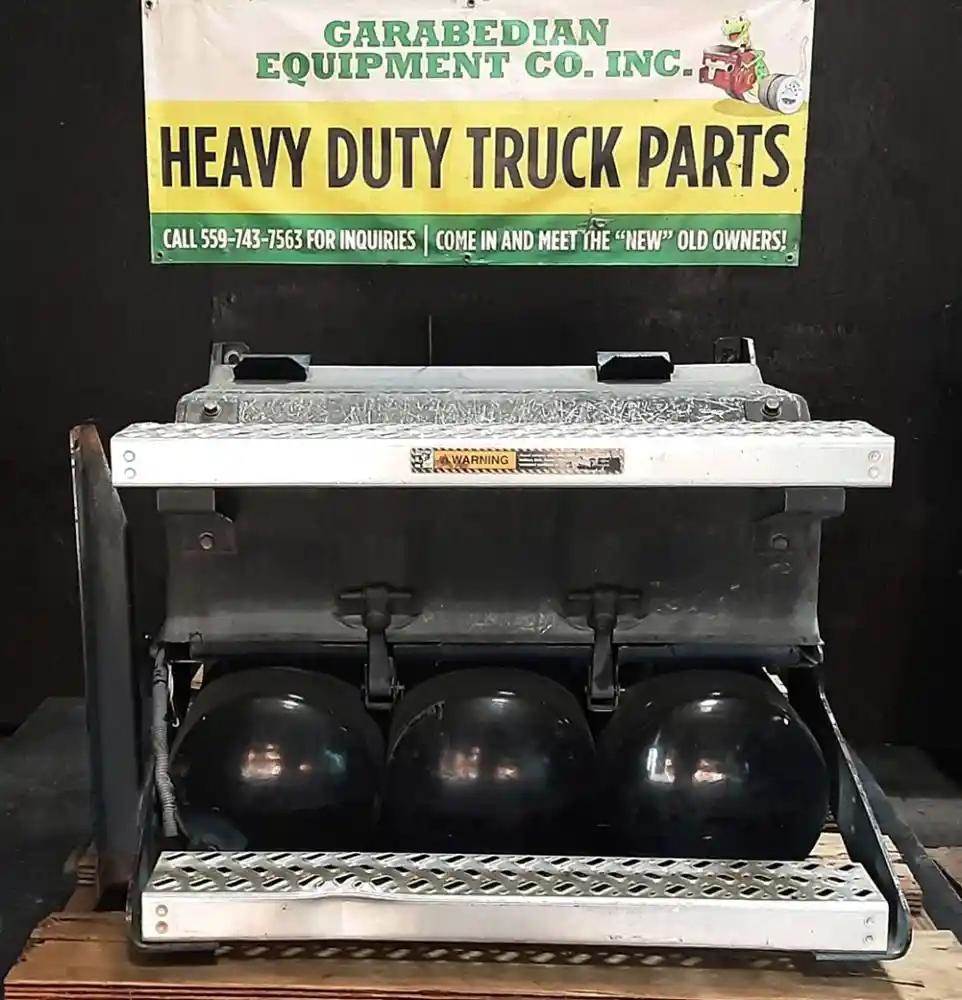 GARABEDIAN
EQUIPMENT CO. INC.
HEAVY DUTY TRUCK PARTS
CALL 559-743-7563 FOR INQUIRIES | COME IN AND MEET THE "NEW" OLD OWNERS!
WARNING